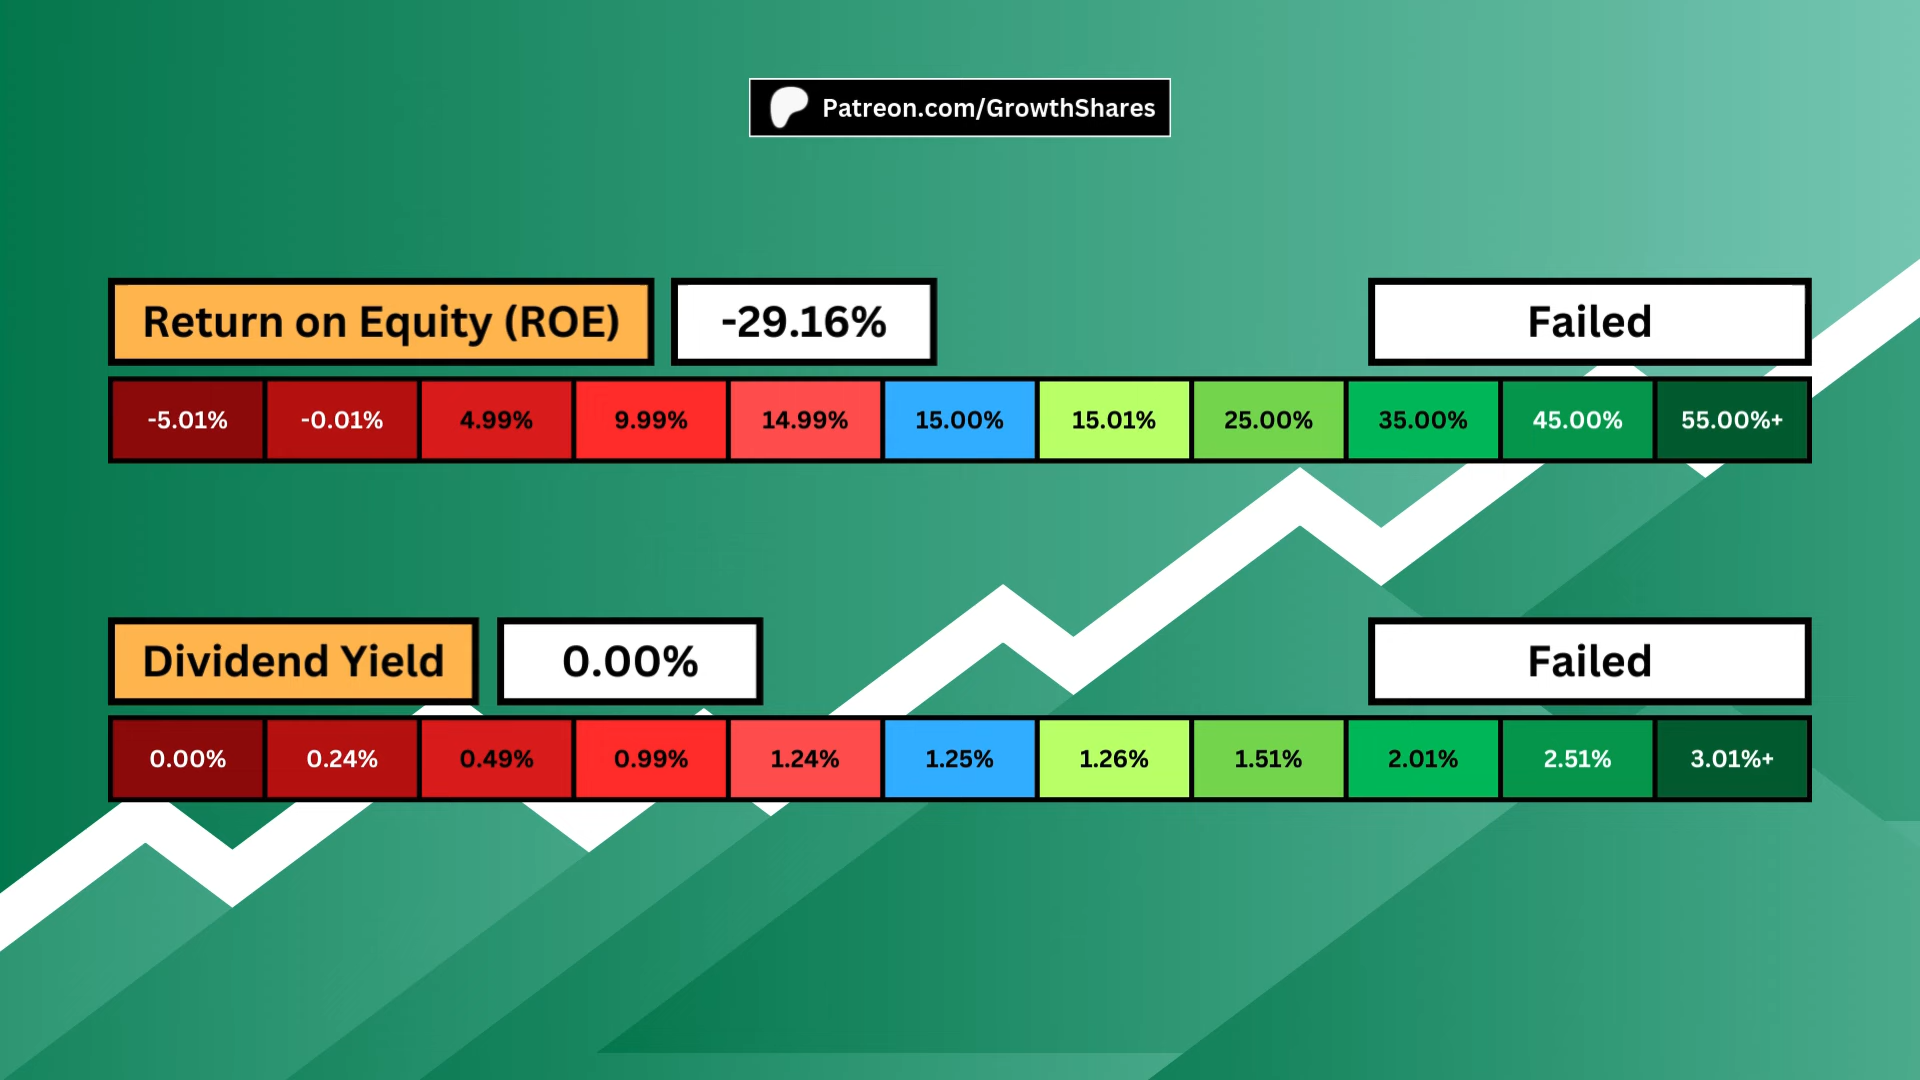 Patreon.com/GrowthShares
Return on Equity (ROE) -29.16% Failed
-5.01% -0.01% 4.99% 9.99% 14.99% 15.00% 15.01% 25.00% 35.00% 45.00% 55.00%+
Dividend Yield 0.00% Failed
0.00% 0.24% 0.49% 0.99% 1.24% 1.25% 1.26% 1.51% 2.01% 2.51% 3.01%+